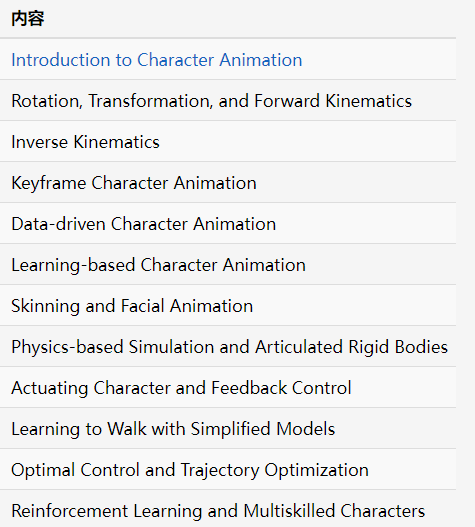 内容
Introduction to Character Animation
Rotation, Transformation, and Forward Kinematics
Inverse Kinematics
Keyframe Character Animation
Data-driven Character Animation
Learning-based Character Animation
Skinning and Facial Animation
Physics-based Simulation and Articulated Rigid Bodies
Actuating Character and Feedback Control
Learning to Walk with Simplified Models
Optimal Control and Trajectory Optimization
Reinforcement Learning and Multiskilled Characters